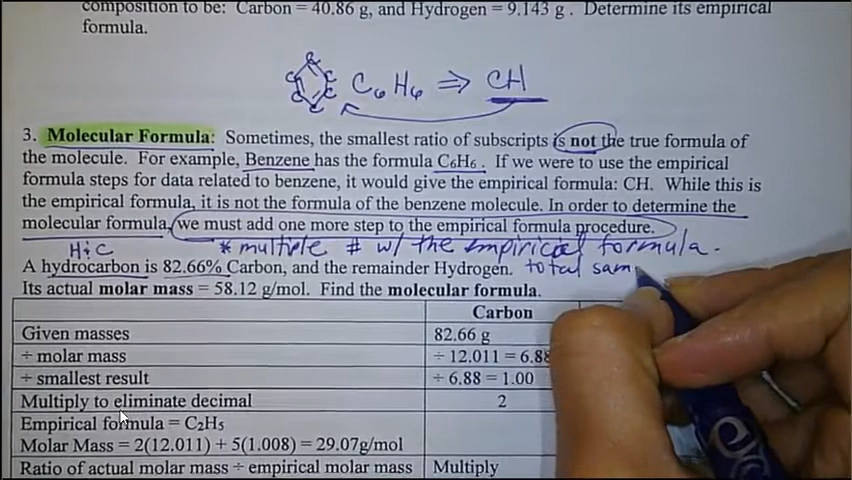 composition to be: Carbon = 40.86 g, and Hydrogen = 9.143 g . Determine its empirical
formula.
C C C C C C C₆H₆ ⇒ CH
3. Molecular Formula: Sometimes, the smallest ratio of subscripts is not the true formula of
the molecule. For example, Benzene has the formula C₆H₆ . If we were to use the empirical
formula steps for data related to benzene, it would give the empirical formula: CH. While this is
the empirical formula, it is not the formula of the benzene molecule. In order to determine the
molecular formula, we must add one more step to the empirical formula procedure.
H & C * multiple # w/ the empirical formula.
A hydrocarbon is 82.66% Carbon, and the remainder Hydrogen. total sam
Its actual molar mass = 58.12 g/mol. Find the molecular formula.
Carbon
Given masses 82.66 g
÷ molar mass ÷ 12.011 = 6.88
÷ smallest result ÷ 6.88 = 1.00
Multiply to eliminate decimal 2
Empirical formula = C₂H₅
Molar Mass = 2(12.011) + 5(1.008) = 29.07g/mol
Ratio of actual molar mass ÷ empirical molar mass Multiply